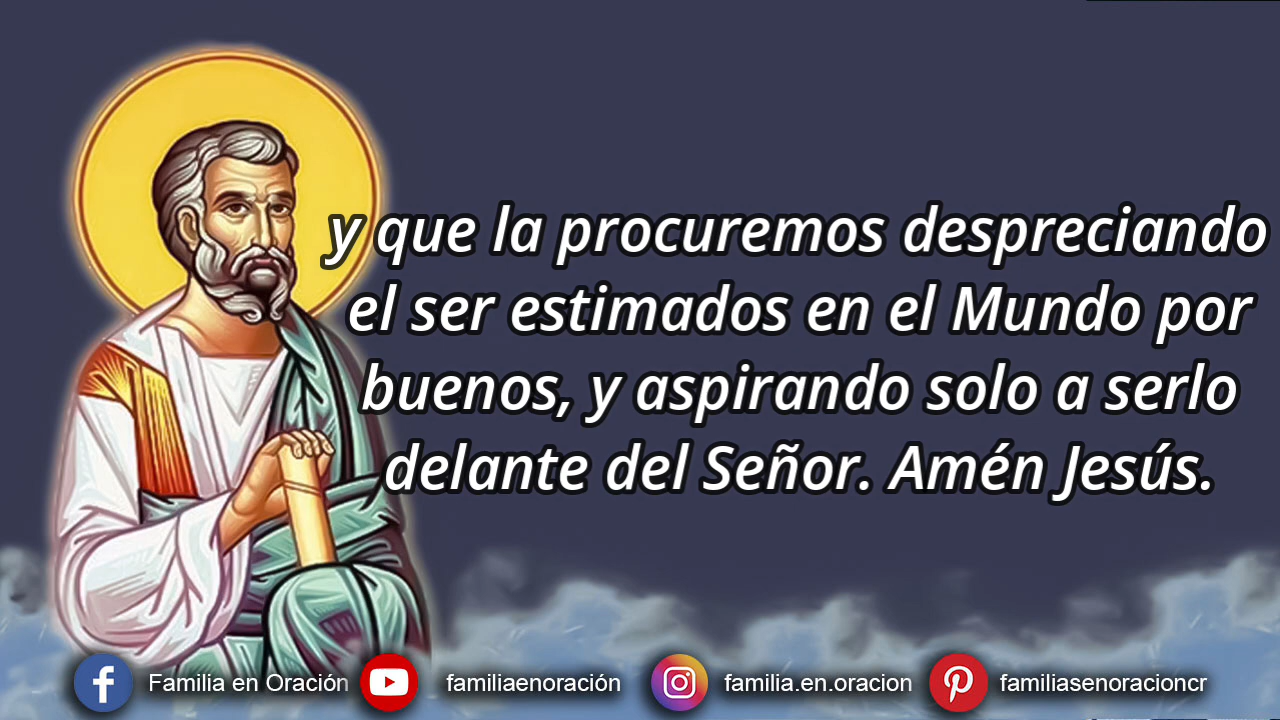 y que la procuremos despreciando
el ser estimados en el Mundo por
buenos, y aspirando solo a serlo
delante del Señor. Amén Jesús.
Familia en Oración
familiaenoración
familia.en.oracion
familiasenoracioncr